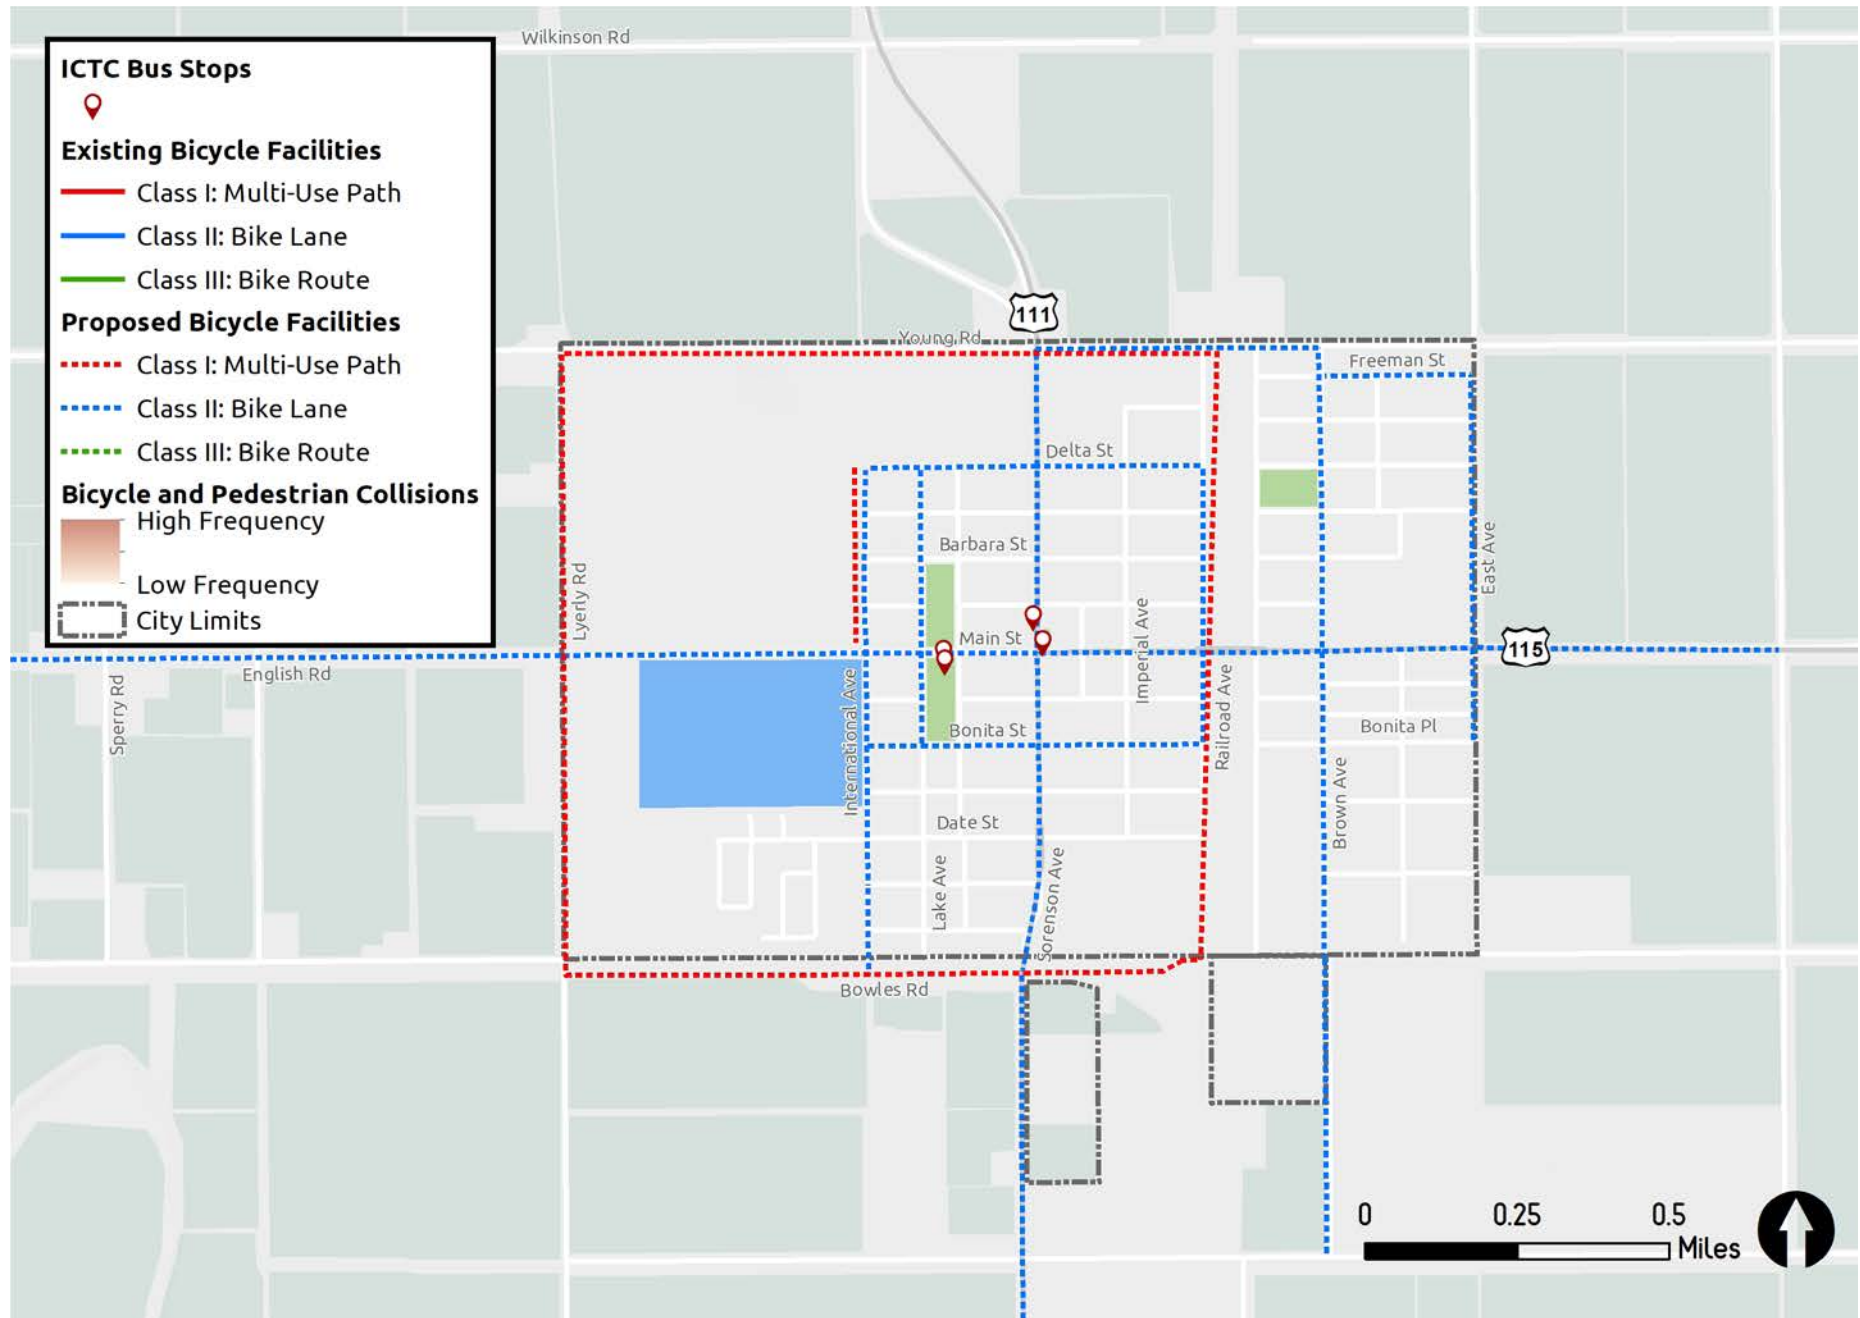 ICTC Bus Stops
Existing Bicycle Facilities
Class I: Multi-Use Path
Class II: Bike Lane
Class III: Bike Route
Proposed Bicycle Facilities
Class I: Multi-Use Path
Class II: Bike Lane
Class III: Bike Route
Bicycle and Pedestrian Collisions
High Frequency
Low Frequency
City Limits
Wilkinson Rd
111
Young Rd
Freeman St
Delta St
Barbara St
East Ave
Lyerly Rd
Main St
Imperial Ave
115
English Rd
Sperry Rd
International Ave
Railroad Ave
Bonita St
Bonita Pl
Brown Ave
Date St
Lake Ave
Sorenson Ave
Bowles Rd
0 0.25 0.5
Miles